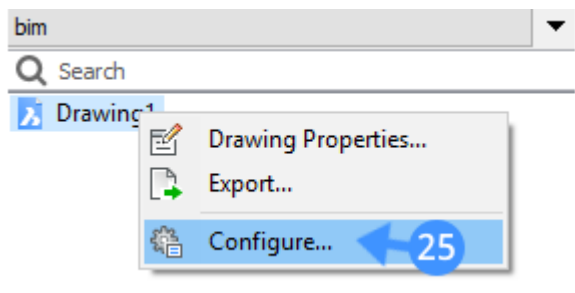 bim
Search
Drawing1
Drawing Properties...
Export...
Configure...
25